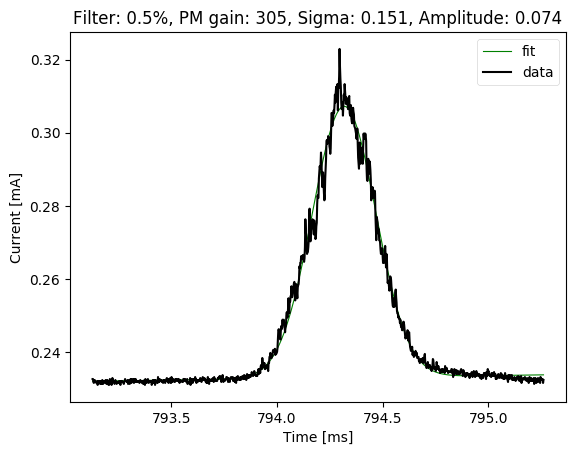 Filter: 0.5%, PM gain: 305, Sigma: 0.151, Amplitude: 0.074
fit
data
0.32
0.30
0.28
0.26
0.24
Current [mA]
793.5 794.0 794.5 795.0
Time [ms]